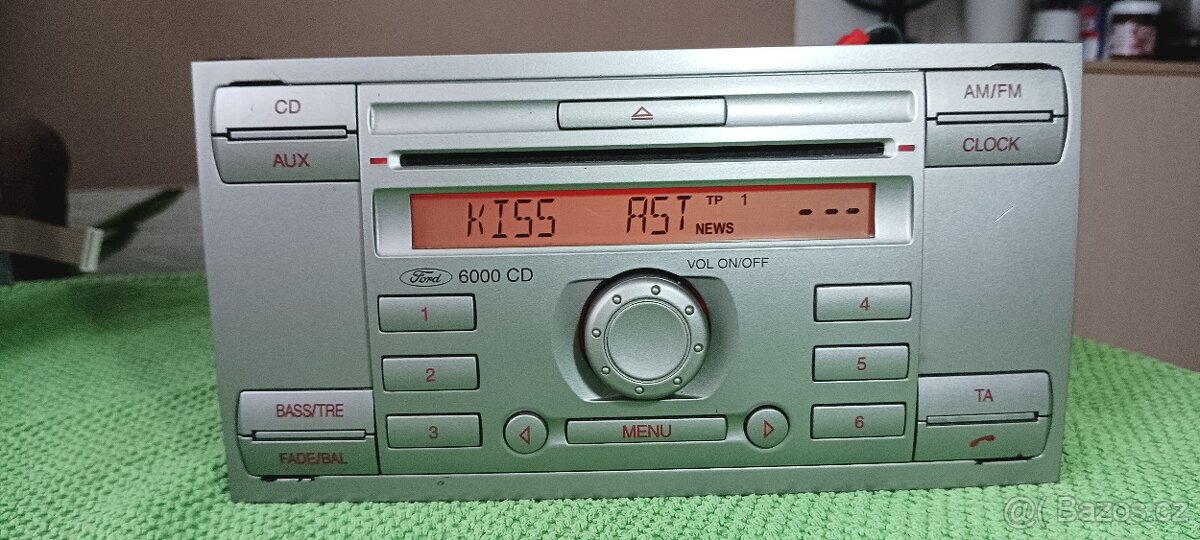 CD
AUX
AM/FM
CLOCK
KISS AST TP 1 NEWS ---
Ford 6000 CD
VOL ON/OFF
1
2
3
4
5
6
BASS/TRE
FADE/BAL
MENU
TA
@( Bazos.cz